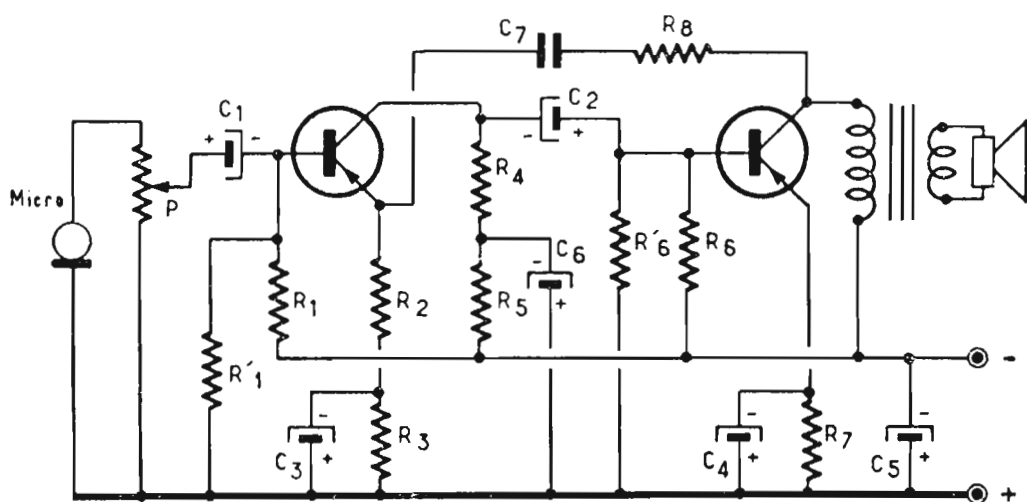 C7
R8
C1
+ -
C2
- +
Micro
P
R4
C6
-
+
R'6
R6
R1
R2
R5
R'1
-
C3
-
+
R3
C4
-
+
R7
C5
-
+
+